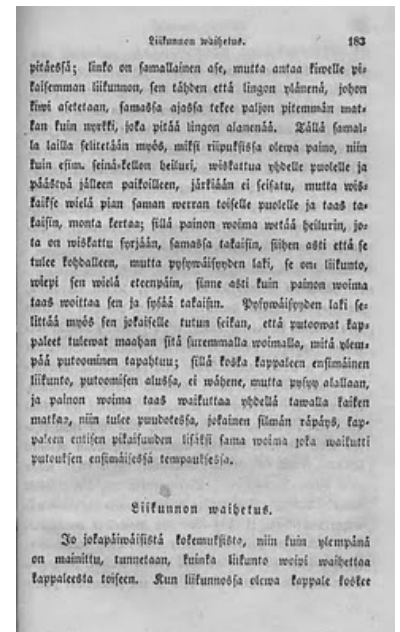 Liikunnon waihetus. 183
pitäessä; linko on samallainen ase, mutta antaa kiwelle pi-
kaisemman liikunnon, sen tähden että lingon ylänenä, johon
kiwi asetetaan, samassa ajassa tekee paljon pitemmän mat-
kan kuin nyrkki, joka pitää lingon alanenää. Tällä samal-
la lailla selitetään myös, miksi riipuksissa olewa paino, niin
kuin esim. seinä-kellon heiluri, wiskattua yhdelle puolelle ja
päästyä jälleen paikoilleen, järkiään ei seisatu, mutta wis-
kaikse wielä pian saman werran toiselle puolelle ja taas ta-
kaisin, monta kertaa; sillä painon woima wetää heilurin, jo-
ta on wiskattu syrjään, samassa takaisin, siihen asti että se
tulee kohdalleen, mutta pysywäisyyden laki, se on: liikunto,
wiepi sen wielä eteenpäin, sinne asti kuin painon woima
taas woittaa sen ja sysää takaisin. Pysywäisyyden laki se-
littää myös sen jokaiselle tutun seikan, että putoowat kap-
paleet tulewat maahan sitä suuremmalla woimalla, mitä ylem-
pää putoominen tapahtuu; sillä koska kappaleen ensimäinen
liikunto, putoomisen alussa, ei wähene, mutta pysyy alallaan,
ja painon woima taas waikuttaa yhdellä tawalla kaiken
matkaa, niin tulee puudotessa, jokainen silmän räpäys, kap-
paleen entisen pikaisuuden lisäksi sama woima joka waikutti
putouksen ensimäisessä tempauksessa.
Liikunnon waihetus.
Jo jokapäiwäisistä kokemuksista, niin kuin ylempänä
on mainittu, tunnetaan, kuinka liikunto woipi waihettaa
kappaleesta toiseen. Kun liikunnossa olewa kappale koskee